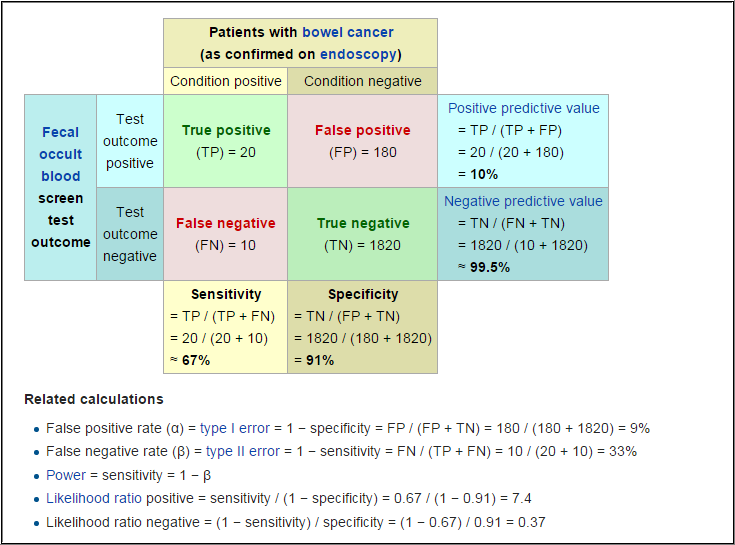 Patients with bowel cancer
(as confirmed on endoscopy)
Condition positive
Condition negative
Fecal
occult
blood
screen
test
outcome
Test
outcome
positive
True positive
(TP) = 20
False positive
(FP) = 180
Positive predictive value
= TP / (TP + FP)
= 20 / (20 + 180)
= 10%
Test
outcome
negative
False negative
(FN) = 10
True negative
(TN) = 1820
Negative predictive value
= TN / (FN + TN)
= 1820 / (10 + 1820)
≈ 99.5%
Sensitivity
= TP / (TP + FN)
= 20 / (20 + 10)
≈ 67%
Specificity
= TN / (FP + TN)
= 1820 / (180 + 1820)
= 91%
Related calculations
• False positive rate (α) = type I error = 1 − specificity = FP / (FP + TN) = 180 / (180 + 1820) = 9%
• False negative rate (β) = type II error = 1 − sensitivity = FN / (TP + FN) = 10 / (20 + 10) = 33%
• Power = sensitivity = 1 − β
• Likelihood ratio positive = sensitivity / (1 − specificity) = 0.67 / (1 − 0.91) = 7.4
• Likelihood ratio negative = (1 − sensitivity) / specificity = (1 − 0.67) / 0.91 = 0.37